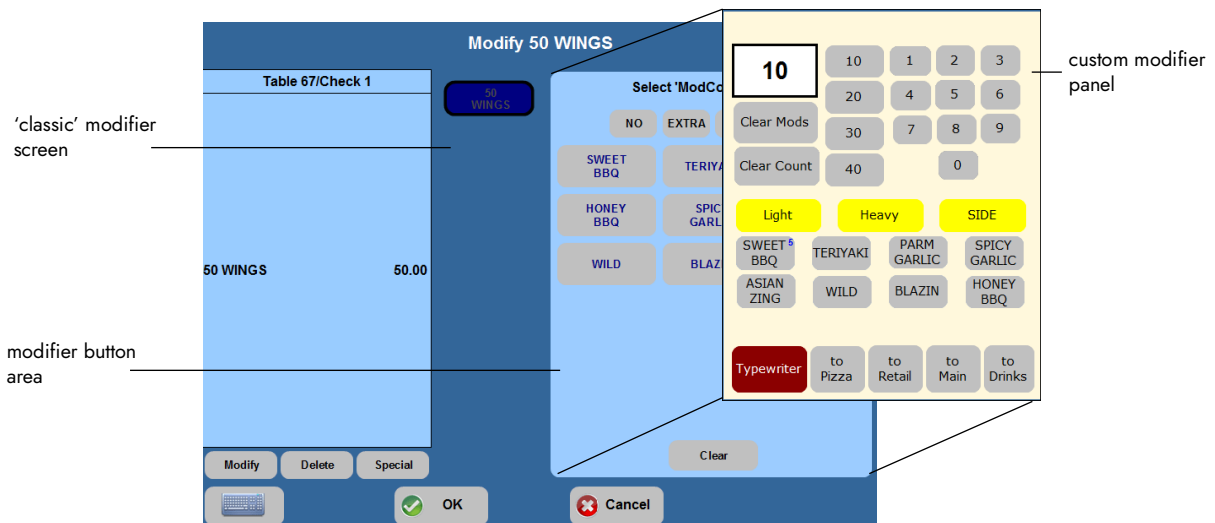 Modify 50 WINGS
Table 67/Check 1
50
WINGS
Select 'ModCo
NO EXTRA
SWEET
BBQ
TERIYA
HONEY
BBQ
SPIC
GARL
WILD
BLAZ
50 WINGS 50.00
Clear
Modify Delete Special
OK
Cancel
10
Clear Mods
Clear Count
10 1 2 3
20 4 5 6
30 7 8 9
40 0
Light Heavy SIDE
SWEET 5
BBQ
TERIYAKI
PARM
GARLIC
SPICY
GARLIC
ASIAN
ZING
WILD
BLAZIN
HONEY
BBQ
Typewriter
to
Pizza
to
Retail
to
Main
to
Drinks
‘classic’ modifier
screen
modifier button
area
custom modifier
panel